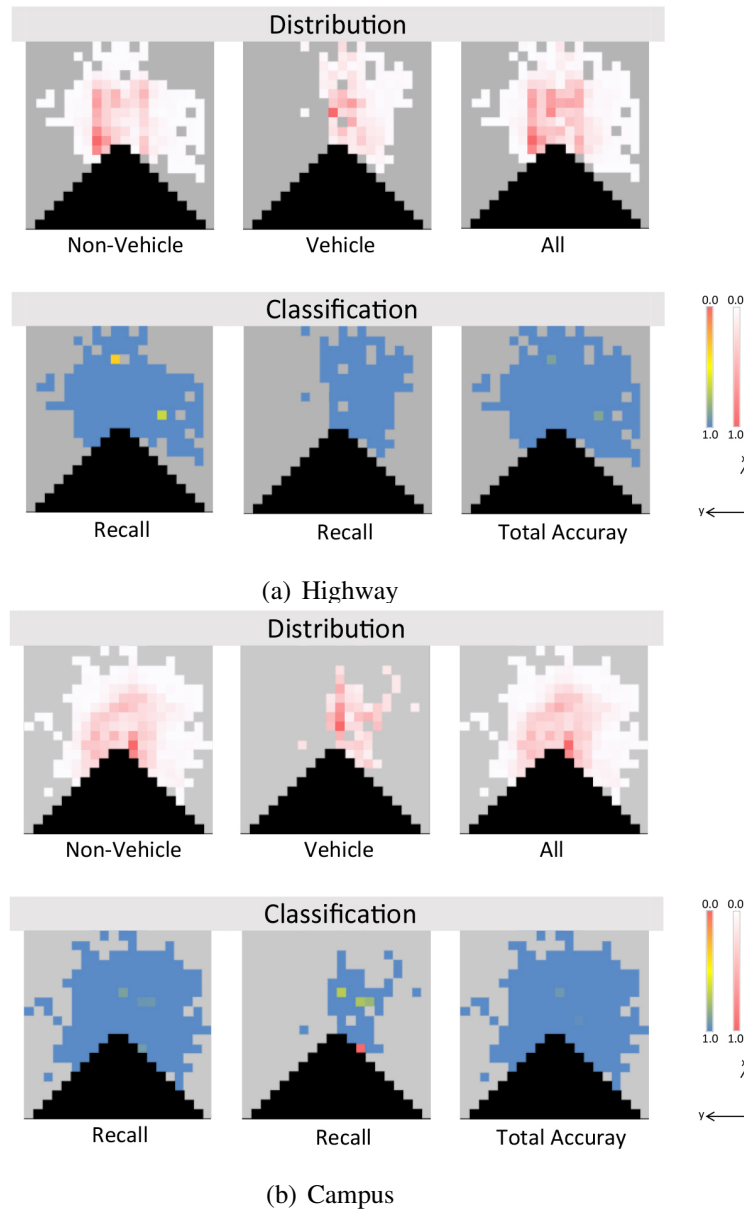 Distribution
Non-Vehicle Vehicle All
Classification
0.0 0.0
1.0 1.0
x
y
Recall Recall Total Accuray
(a) Highway
Distribution
Non-Vehicle Vehicle All
Classification
0.0 0.0
1.0 1.0
x
y
Recall Recall Total Accuray
(b) Campus